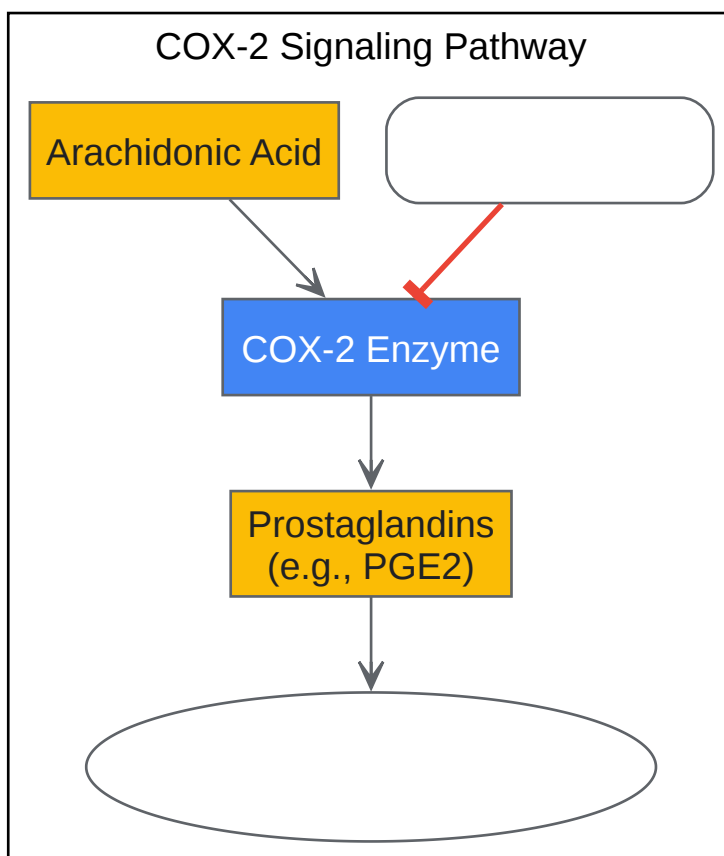 COX-2 Signaling Pathway
Arachidonic Acid
COX-2 Enzyme
Prostaglandins
(e.g., PGE2)